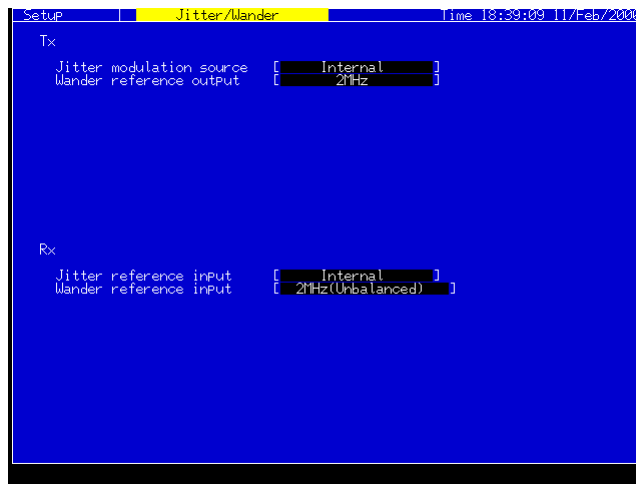 Setup Jitter/Wander Time 18:39:09 11/Feb/2000
Tx
Jitter modulation source [ Internal ]
Wander reference output [ 2MHz ]
Rx
Jitter reference input [ Internal ]
Wander reference input [ 2MHz(Unbalanced) ]